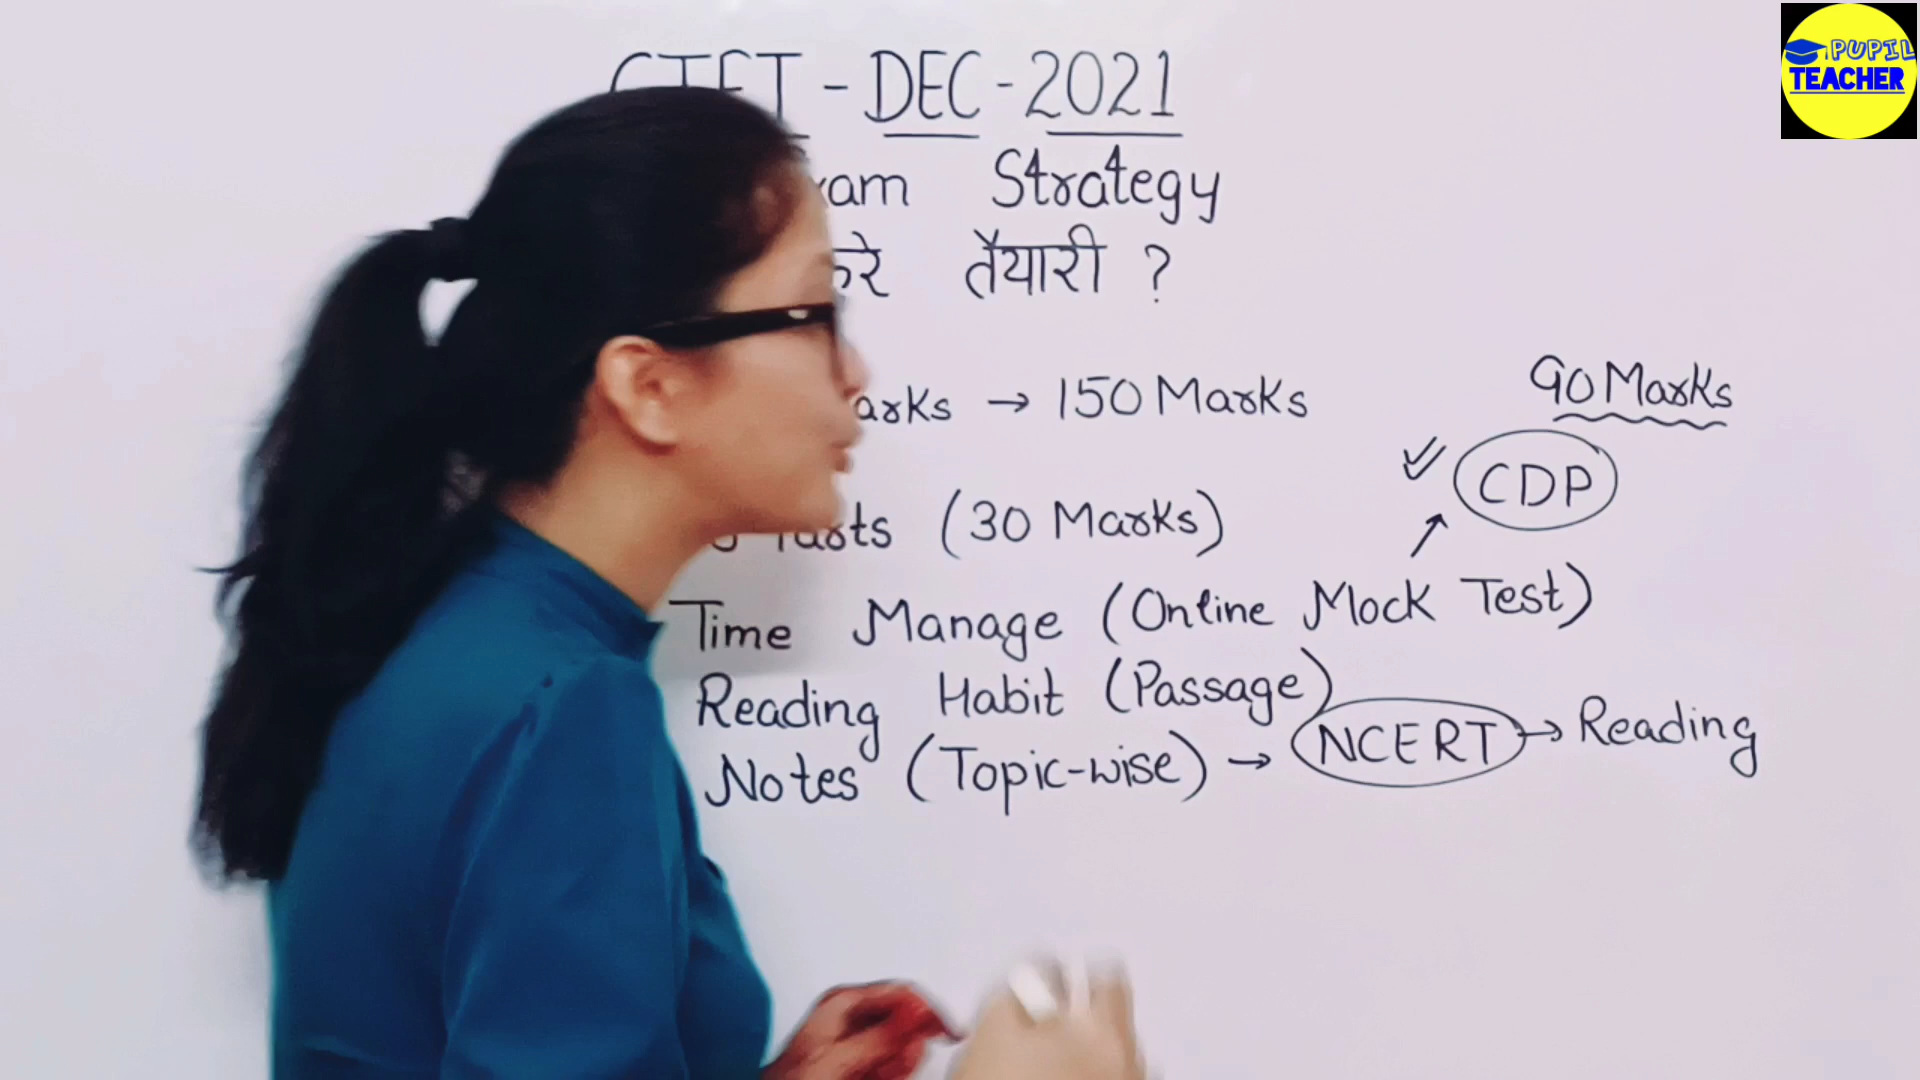 CTET - DEC - 2021
Strategy
तैयारी ?
→ 150 Marks
90 Marks
CDP
(30 Marks)
Time Manage (Online Mock Test)
Reading Habit (Passage)
Notes (Topic-wise) → NCERT → Reading
PUPIL
TEACHER